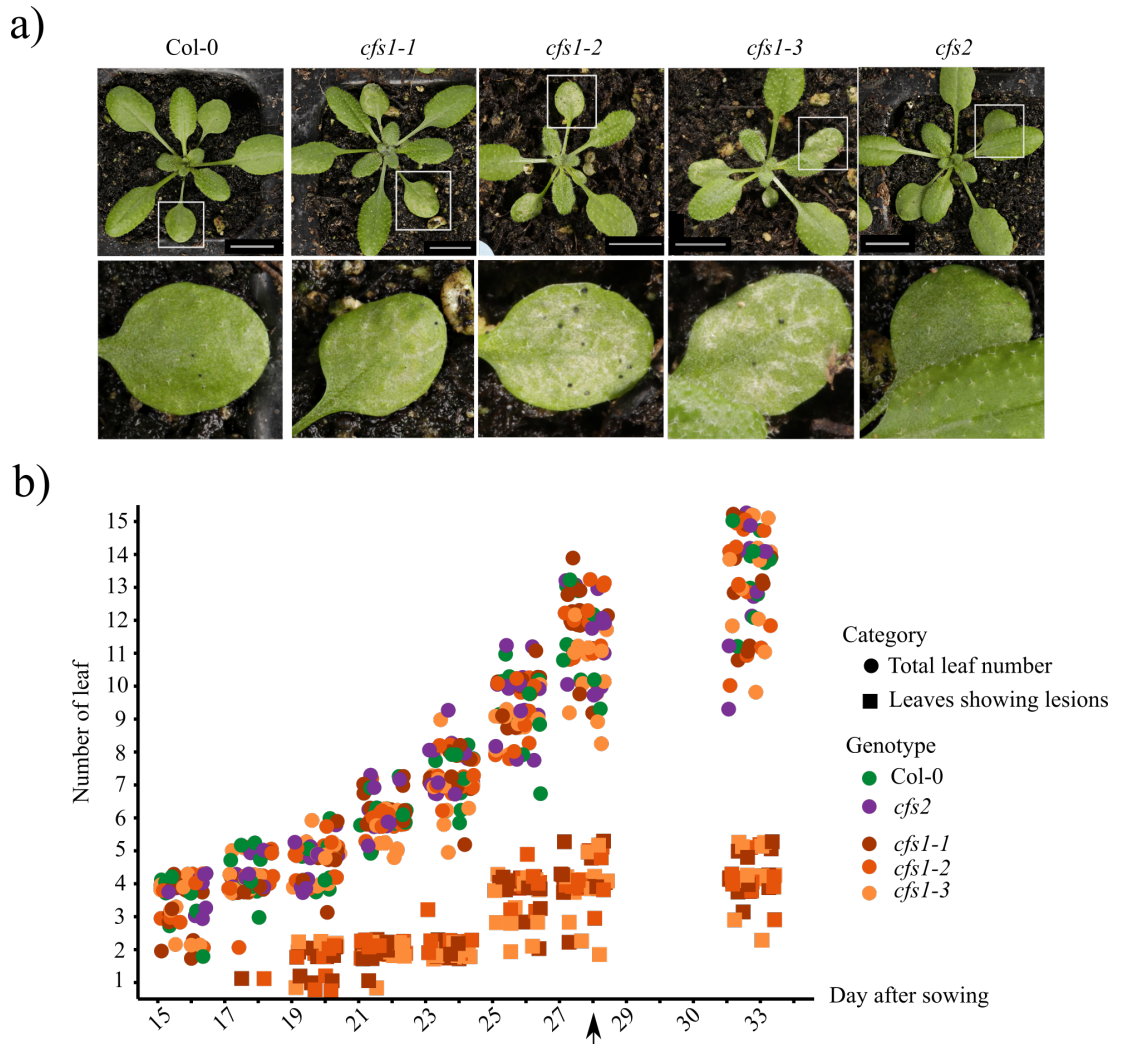 a)
Col-0 cfs1-1 cfs1-2 cfs1-3 cfs2
b)
Number of leaf
15
14
13
12
11
10
9
8
7
6
5
4
3
2
1
15 17 19 21 23 25 27 29 30 33
Day after sowing
Category
Total leaf number
Leaves showing lesions
Genotype
Col-0
cfs2
cfs1-1
cfs1-2
cfs1-3